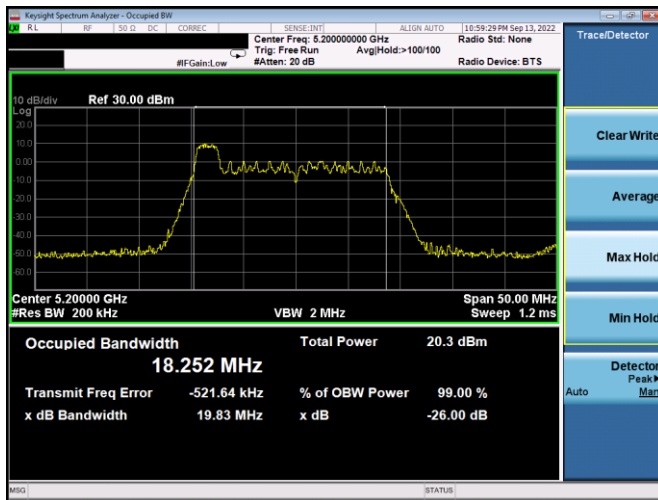 Keysight Spectrum Analyzer - Occupied BW
RL RF 50 Ω DC CORREC SENSE:INT ALIGN AUTO 10:59:29 PM Sep 13, 2022
Center Freq: 5.200000000 GHz Radio Std: None
Trig: Free Run Avg|Hold:>100/100
#IFGain:Low #Atten: 20 dB Radio Device: BTS
Trace/Detector
10 dB/div Ref 30.00 dBm
Log
20.0
10.0
0.00
-10.0
-20.0
-30.0
-40.0
-50.0
-60.0
Center 5.20000 GHz Span 50.00 MHz
#Res BW 200 kHz VBW 2 MHz Sweep 1.2 ms
Occupied Bandwidth Total Power 20.3 dBm
18.252 MHz
Transmit Freq Error -521.64 kHz % of OBW Power 99.00 %
x dB Bandwidth 19.83 MHz x dB -26.00 dB
Clear Write
Average
Max Hold
Min Hold
Detector
Peak
Auto Man
MSG STATUS